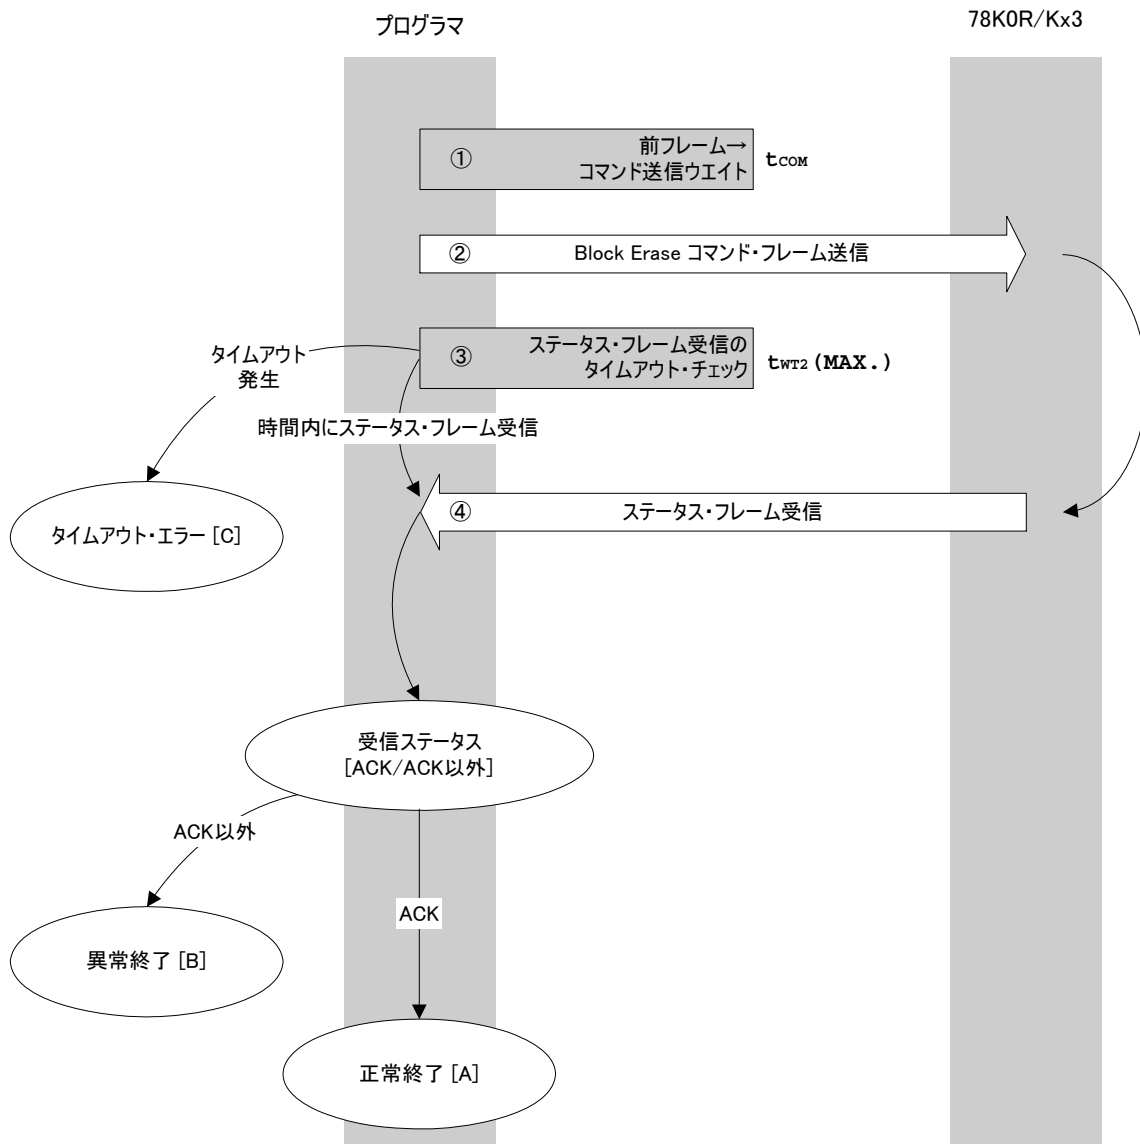 プログラマ
78K0R/Kx3
① 前フレーム→
コマンド送信ウエイト
tCOM
② Block Erase コマンド・フレーム送信
③ ステータス・フレーム受信の
タイムアウト・チェック
tWT2 (MAX.)
タイムアウト
発生
時間内にステータス・フレーム受信
④ ステータス・フレーム受信
タイムアウト・エラー [C]
受信ステータス
[ACK/ACK以外]
ACK以外
ACK
異常終了 [B]
正常終了 [A]